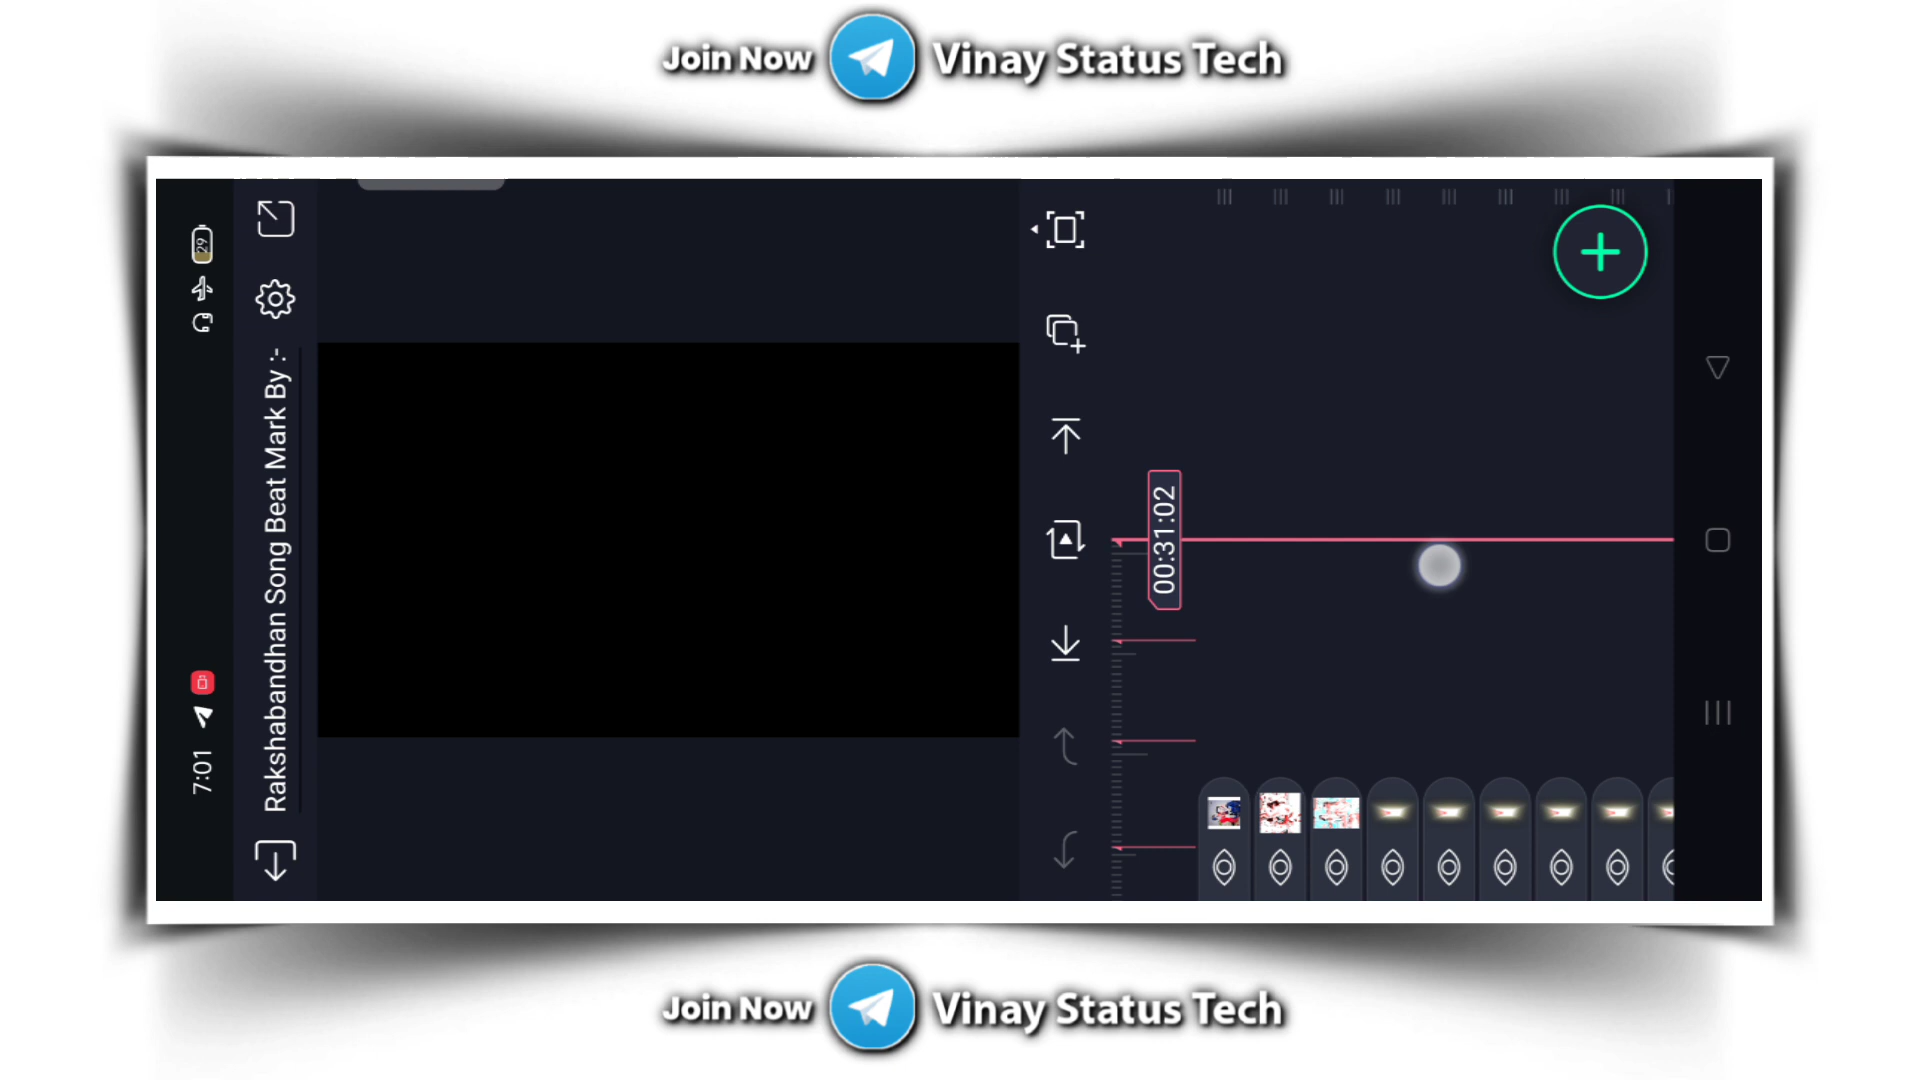 Join Now Vinay Status Tech
29
7:01
Rakshabandhan Song Beat Mark By :-
00:31:02
Join Now Vinay Status Tech